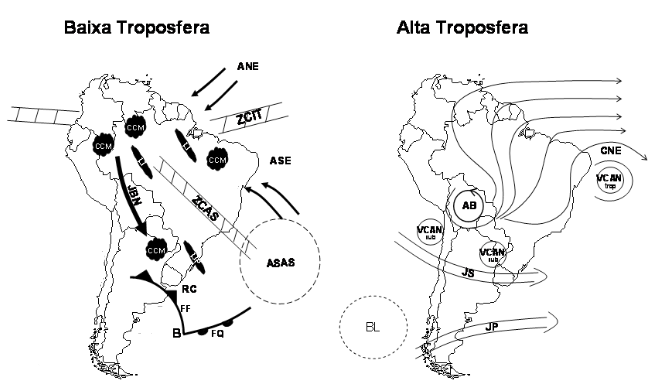 Baixa Troposfera
ANE
ZCIT
CCM
CCM
LI
CCM
LI
ASE
JBN
ZCAS
CCM
LI
ASAS
RC
FF
B
FQ
Alta Troposfera
CNE
VCAN
trop
AB
VCAN
sub
VCAN
sub
JS
BL
JP